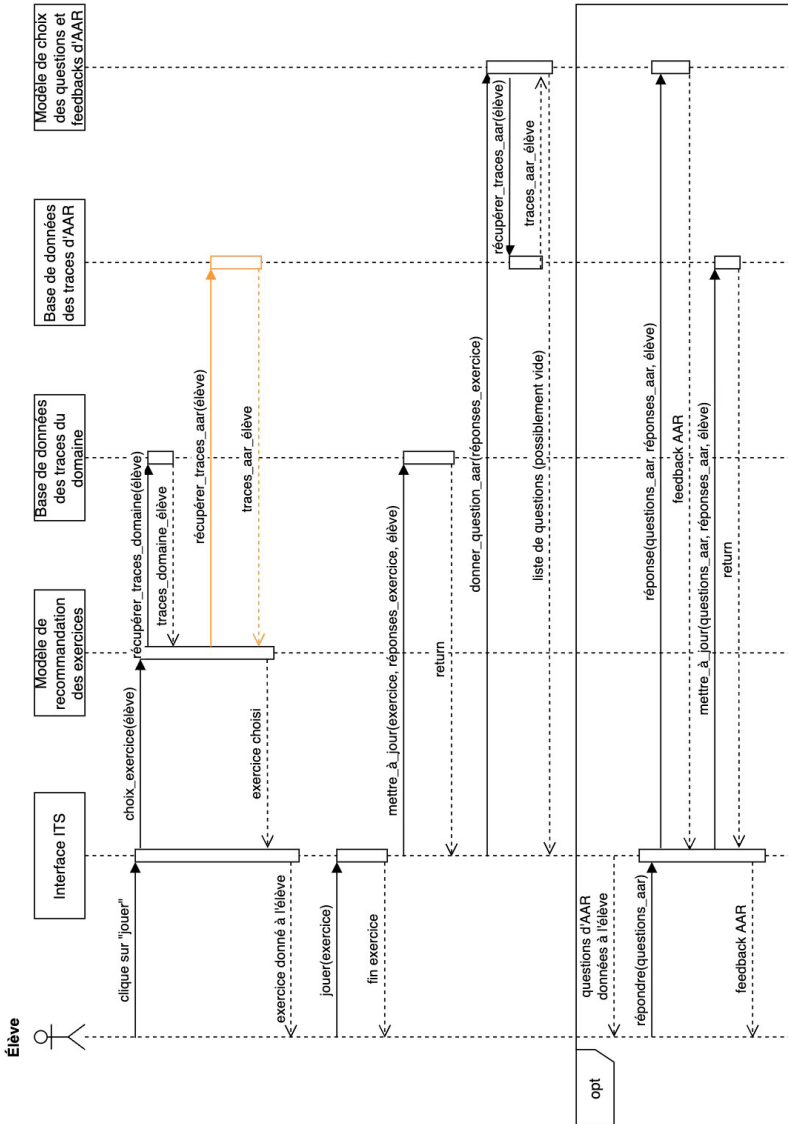 Élève
Interface ITS
Modèle de
recommandation
des exercices
Base de données
des traces du
domaine
Base de données
des traces d'AAR
Modèle de choix
des questions et
feedbacks d'AAR
clique sur "jouer"
choix_exercice(élève)
récupérer_traces_domaine(élève)
traces_domaine_élève
récupérer_traces_aar(élève)
traces_aar_élève
exercice choisi
exercice donné à l'élève
jouer(exercice)
fin exercice
mettre_à_jour(exercice, réponses_exercice, élève)
return
donner_question_aar(réponses_exercice)
récupérer_traces_aar(élève)
traces_aar_élève
liste de questions (possiblement vide)
opt
questions d'AAR
données à l'élève
répondre(questions_aar)
réponse(questions_aar, réponses_aar, élève)
feedback AAR
mettre_à_jour(questions_aar, réponses_aar, élève)
return
feedback AAR